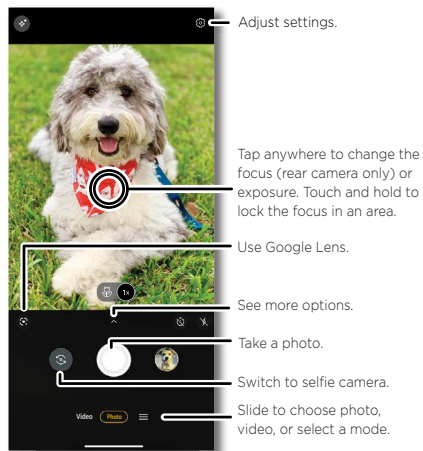 Adjust settings.
Tap anywhere to change the
focus (rear camera only) or
exposure. Touch and hold to
lock the focus in an area.
Use Google Lens.
1x
See more options.
Take a photo.
Switch to selfie camera.
Slide to choose photo,
video, or select a mode.
Video Photo